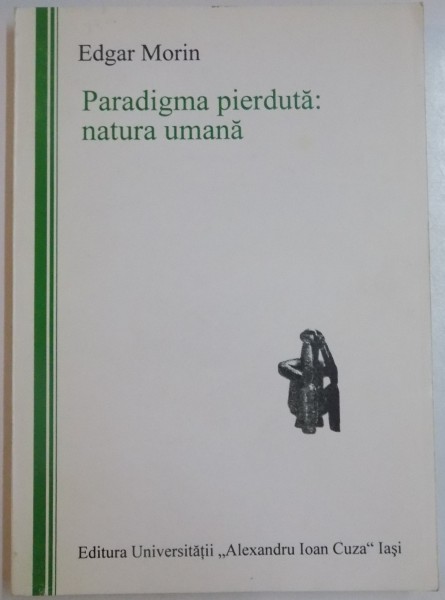 Edgar Morin
Paradigma pierdută:
natura umană
Editura Universităţii „Alexandru Ioan Cuza“ Iaşi